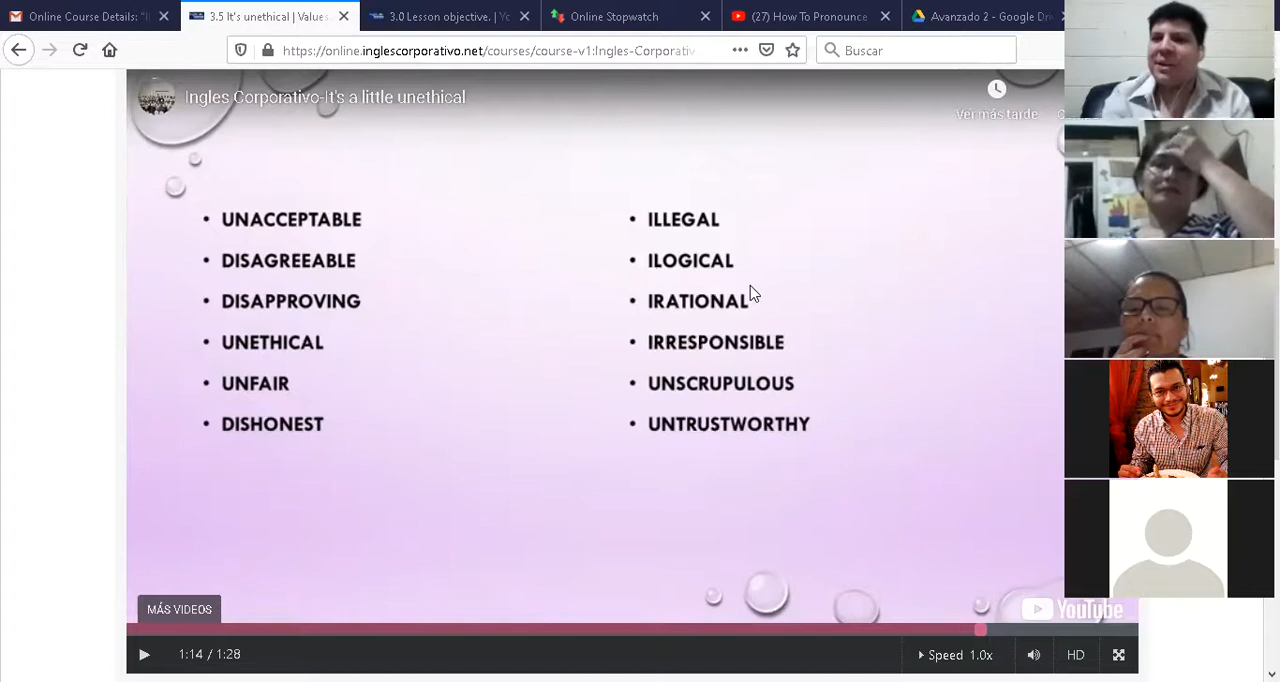 Online Course Details: "I
3.5 It's unethical | Values
3.0 Lesson objective. | Yo
Online Stopwatch
(27) How To Pronounce
Avanzado 2 - Google Dri
https://online.inglescorporativo.net/courses/course-v1:Ingles-Corporativ
Buscar
Ingles Corporativo-It's a little unethical
Ver más tarde
• UNACCEPTABLE
• DISAGREEABLE
• DISAPPROVING
• UNETHICAL
• UNFAIR
• DISHONEST
• ILLEGAL
• ILOGICAL
• IRATIONAL
• IRRESPONSIBLE
• UNSCRUPULOUS
• UNTRUSTWORTHY
MÁS VIDEOS
YouTube
1:14 / 1:28
Speed 1.0x
HD